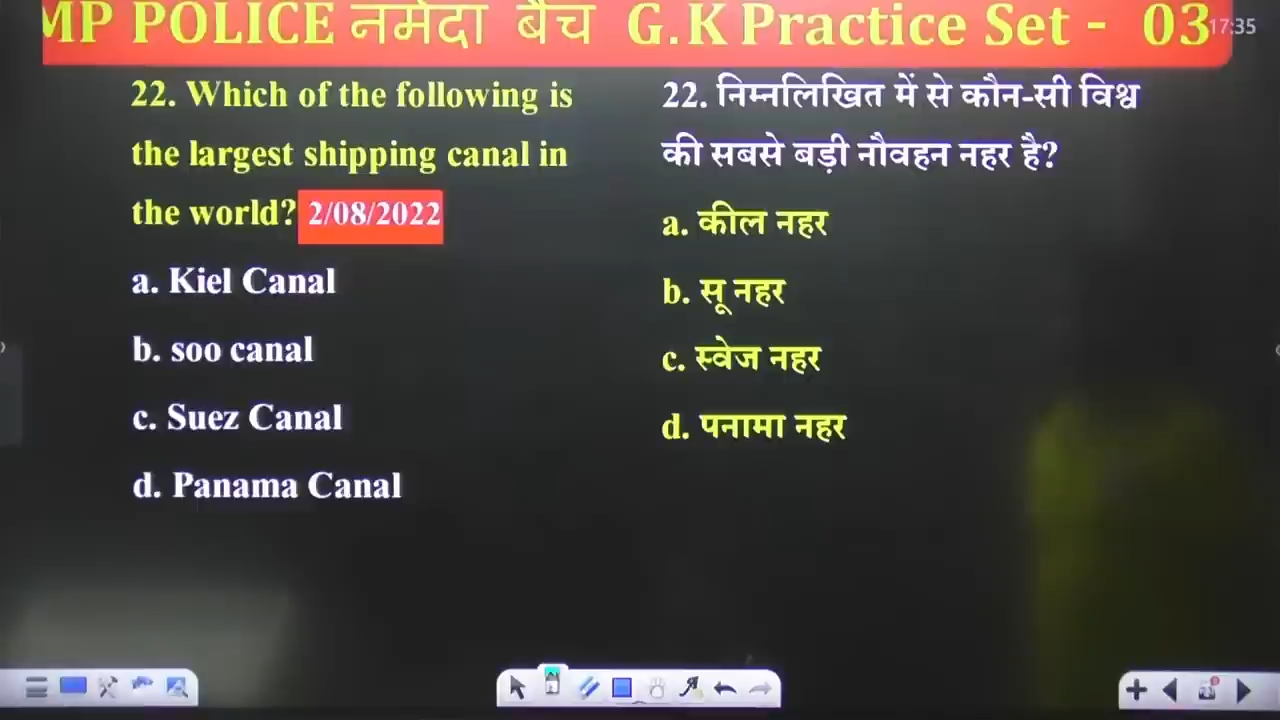 MP POLICE नर्मदा बैच G.K Practice Set - 03
17:35
22. Which of the following is
the largest shipping canal in
the world? 2/08/2022
a. Kiel Canal
b. soo canal
c. Suez Canal
d. Panama Canal
22. निम्नलिखित में से कौन-सी विश्व
की सबसे बड़ी नौवहन नहर है?
a. कील नहर
b. सू नहर
c. स्वेज नहर
d. पनामा नहर